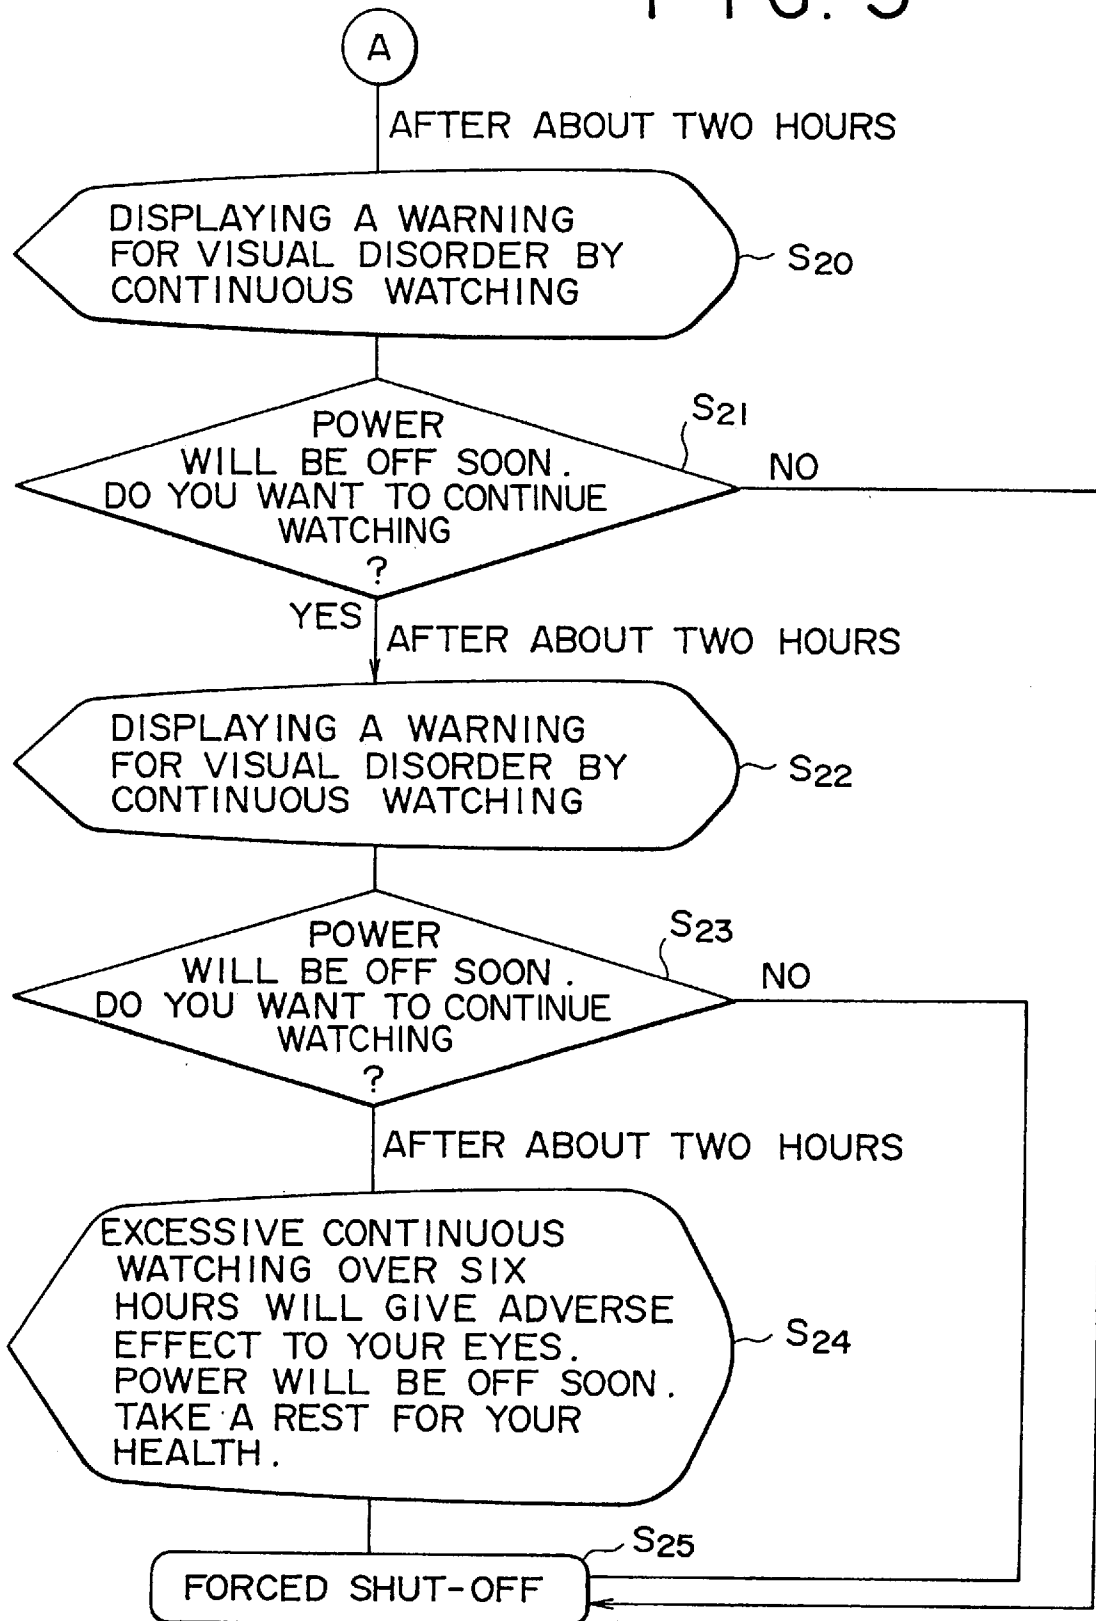 A
AFTER ABOUT TWO HOURS
DISPLAYING A WARNING
FOR VISUAL DISORDER BY
CONTINUOUS WATCHING
S20
S21
POWER
WILL BE OFF SOON.
DO YOU WANT TO CONTINUE
WATCHING
?
NO
YES
AFTER ABOUT TWO HOURS
DISPLAYING A WARNING
FOR VISUAL DISORDER BY
CONTINUOUS WATCHING
S22
S23
POWER
WILL BE OFF SOON.
DO YOU WANT TO CONTINUE
WATCHING
?
NO
AFTER ABOUT TWO HOURS
EXCESSIVE CONTINUOUS
WATCHING OVER SIX
HOURS WILL GIVE ADVERSE
EFFECT TO YOUR EYES.
POWER WILL BE OFF SOON.
TAKE A REST FOR YOUR
HEALTH.
S24
S25
FORCED SHUT-OFF